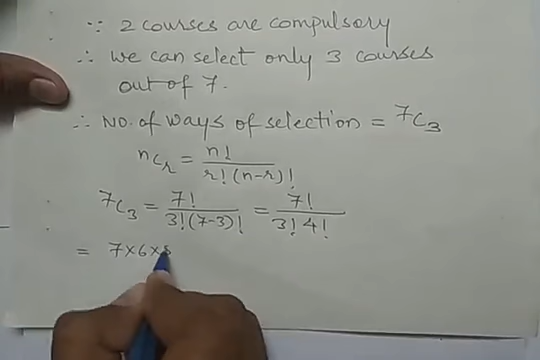 ∵ 2 courses are compulsory
∴ we can select only 3 courses
out of 7.
∴ NO. of ways of selection = ⁷C₃
ⁿCᵣ = n! / r!(n-r)!
⁷C₃ = 7! / 3!(7-3)! = 7! / 3! 4!
= 7×6×5